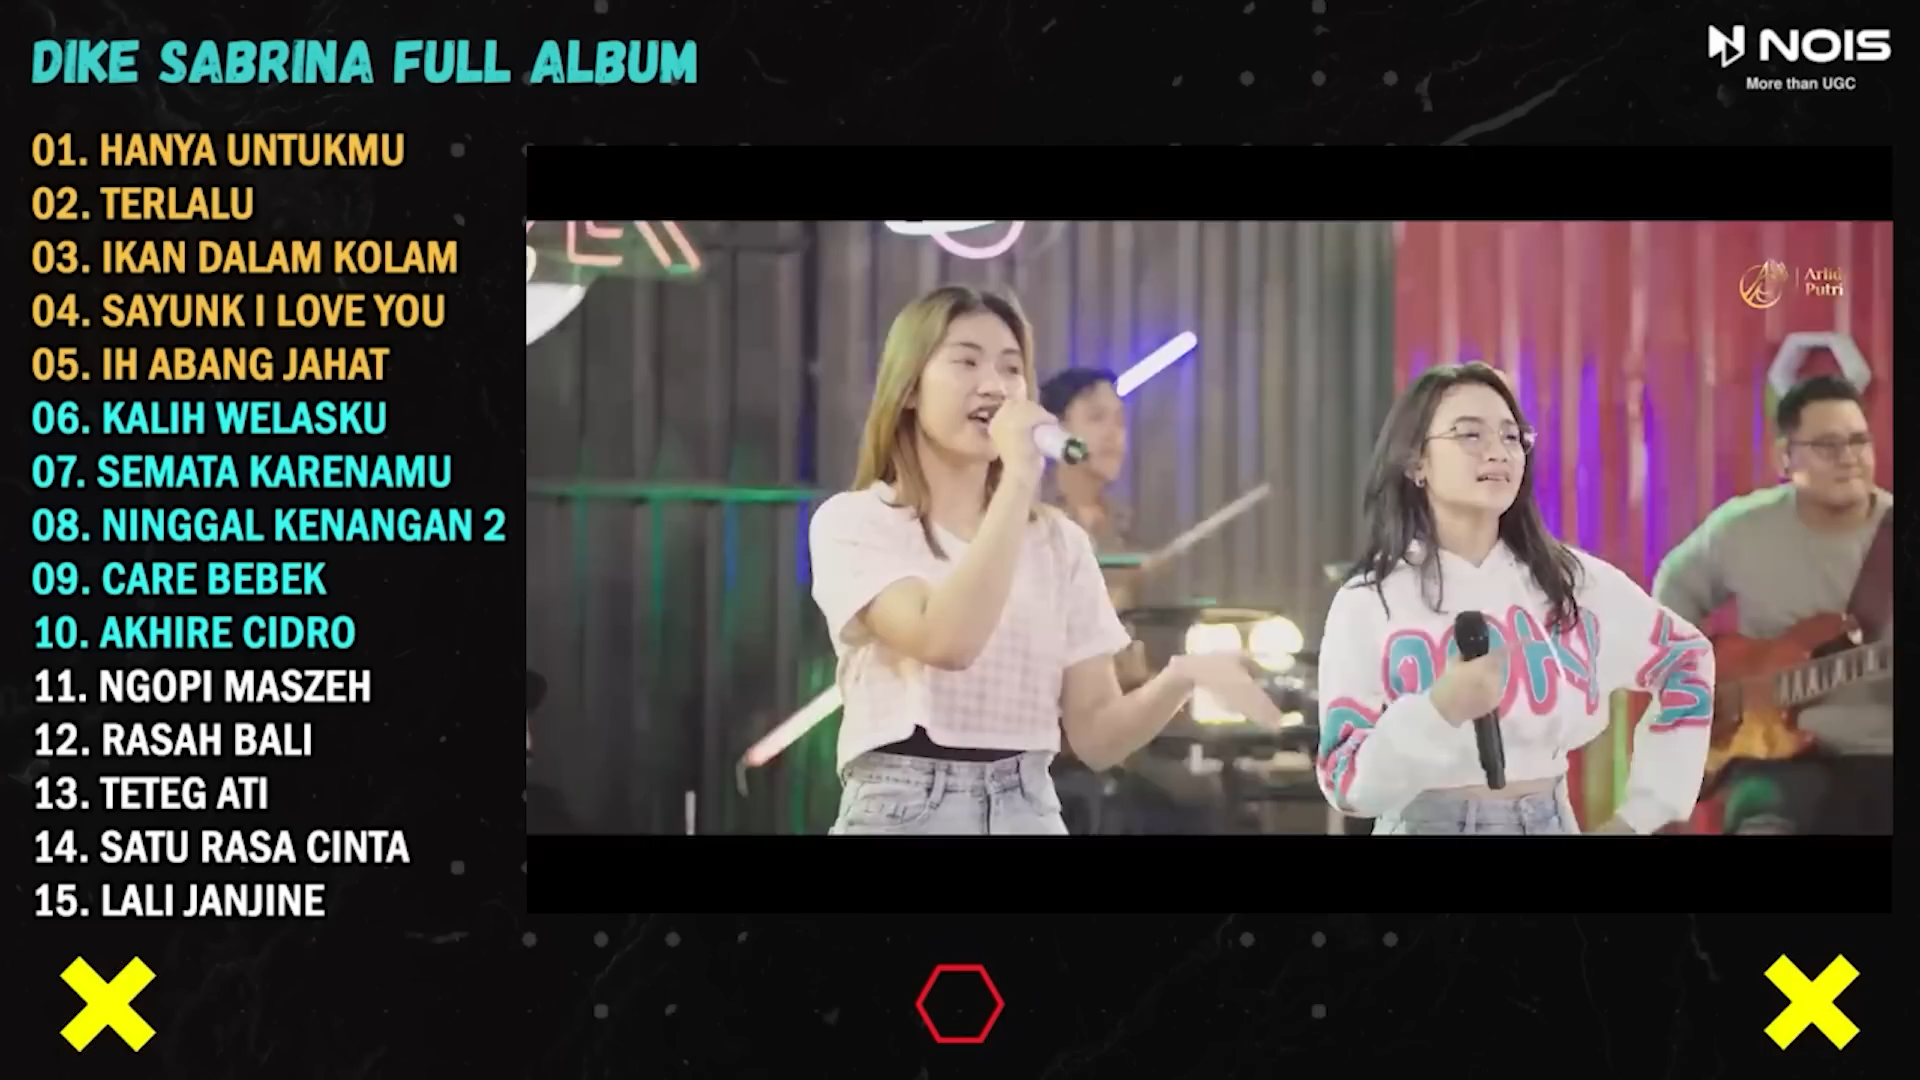 DIKE SABRINA FULL ALBUM
NOIS
More than UGC
01. HANYA UNTUKMU
02. TERLALU
03. IKAN DALAM KOLAM
04. SAYUNK I LOVE YOU
05. IH ABANG JAHAT
06. KALIH WELASKU
07. SEMATA KARENAMU
08. NINGGAL KENANGAN 2
09. CARE BEBEK
10. AKHIRE CIDRO
11. NGOPI MASZEH
12. RASAH BALI
13. TETEG ATI
14. SATU RASA CINTA
15. LALI JANJINE
Arlida
Putri